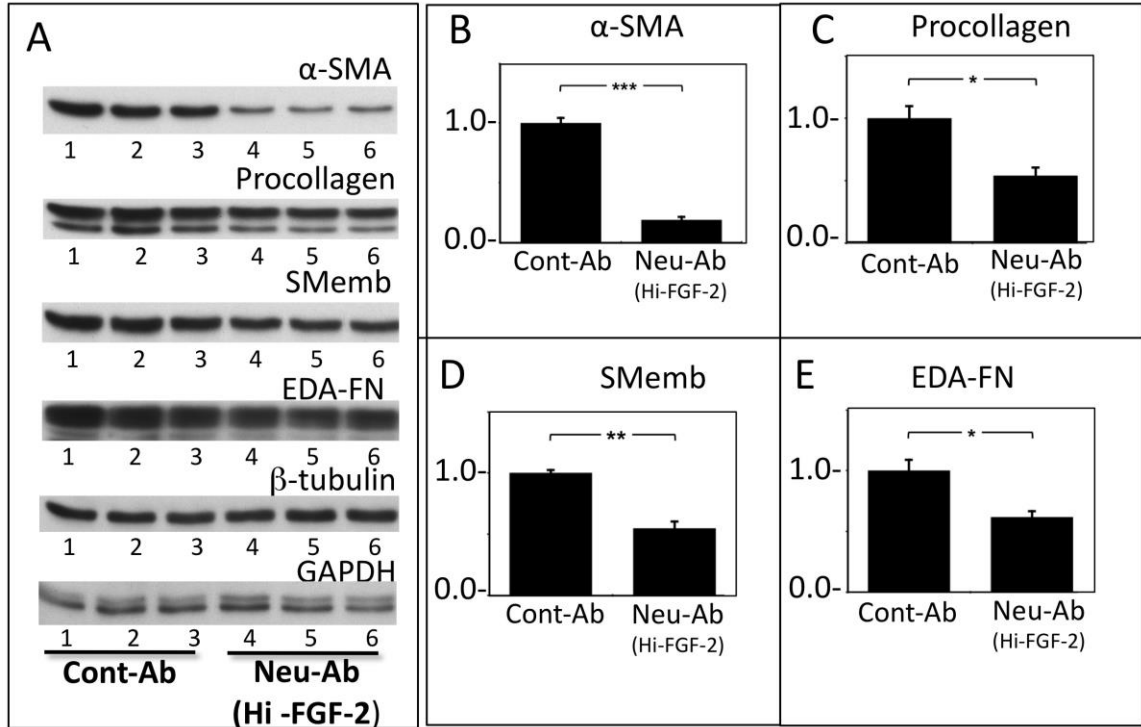 A
α-SMA
1 2 3 4 5 6
Procollagen
1 2 3 4 5 6
SMemb
1 2 3 4 5 6
EDA-FN
1 2 3 4 5 6
β-tubulin
1 2 3 4 5 6
GAPDH
1 2 3 4 5 6
Cont-Ab Neu-Ab
(Hi -FGF-2)
B α-SMA
***
1.0-
0.0-
Cont-Ab Neu-Ab
(Hi-FGF-2)
C Procollagen
*
1.0-
0.0-
Cont-Ab Neu-Ab
(Hi-FGF-2)
D SMemb
**
1.0-
0.0-
Cont-Ab Neu-Ab
(Hi-FGF-2)
E EDA-FN
*
1.0-
0.0-
Cont-Ab Neu-Ab
(Hi-FGF-2)